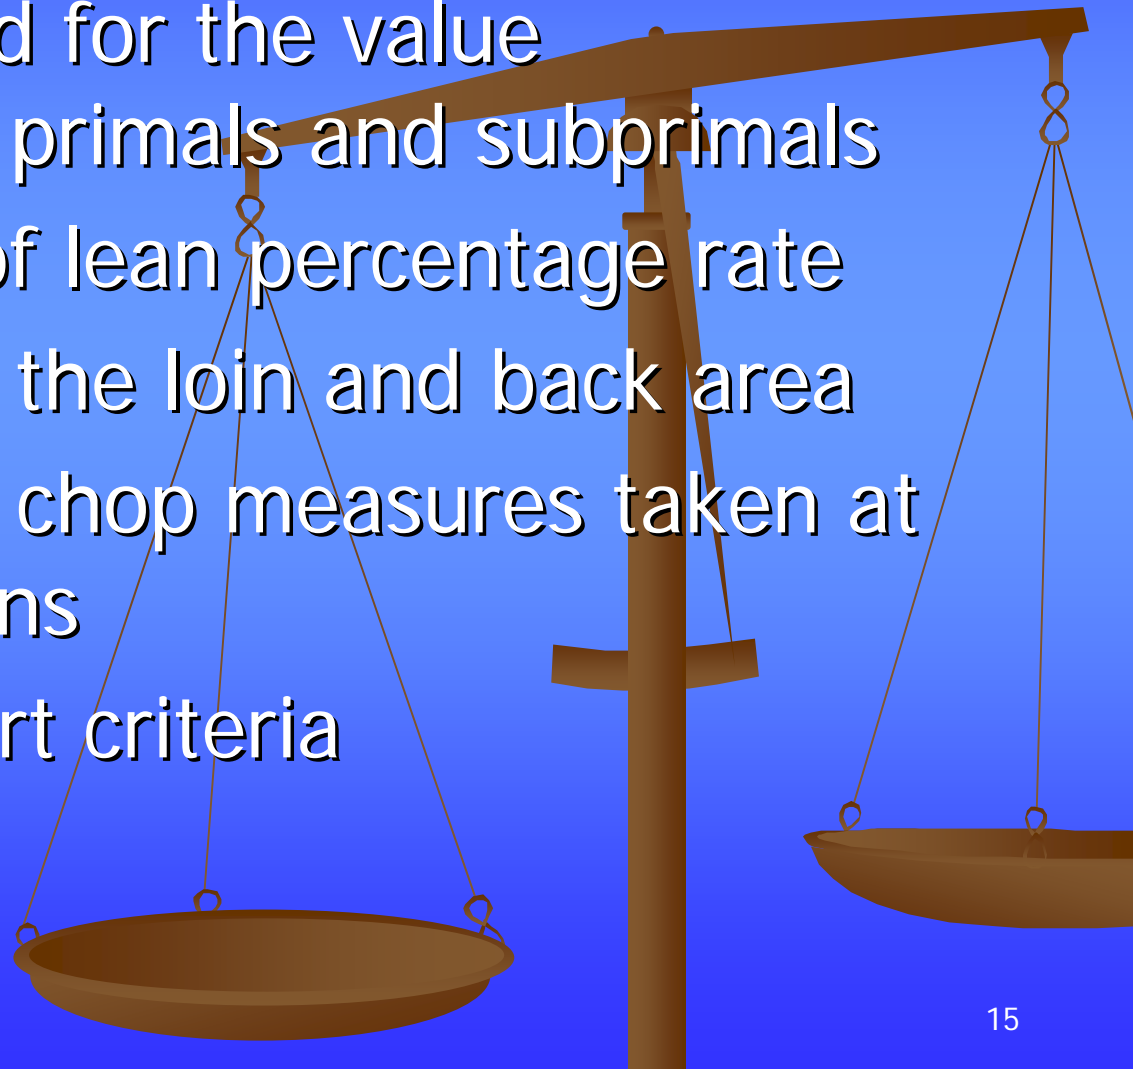 d for the value
primals and subprimals
of lean percentage rate
the loin and back area
chop measures taken at
ns
rt criteria
15